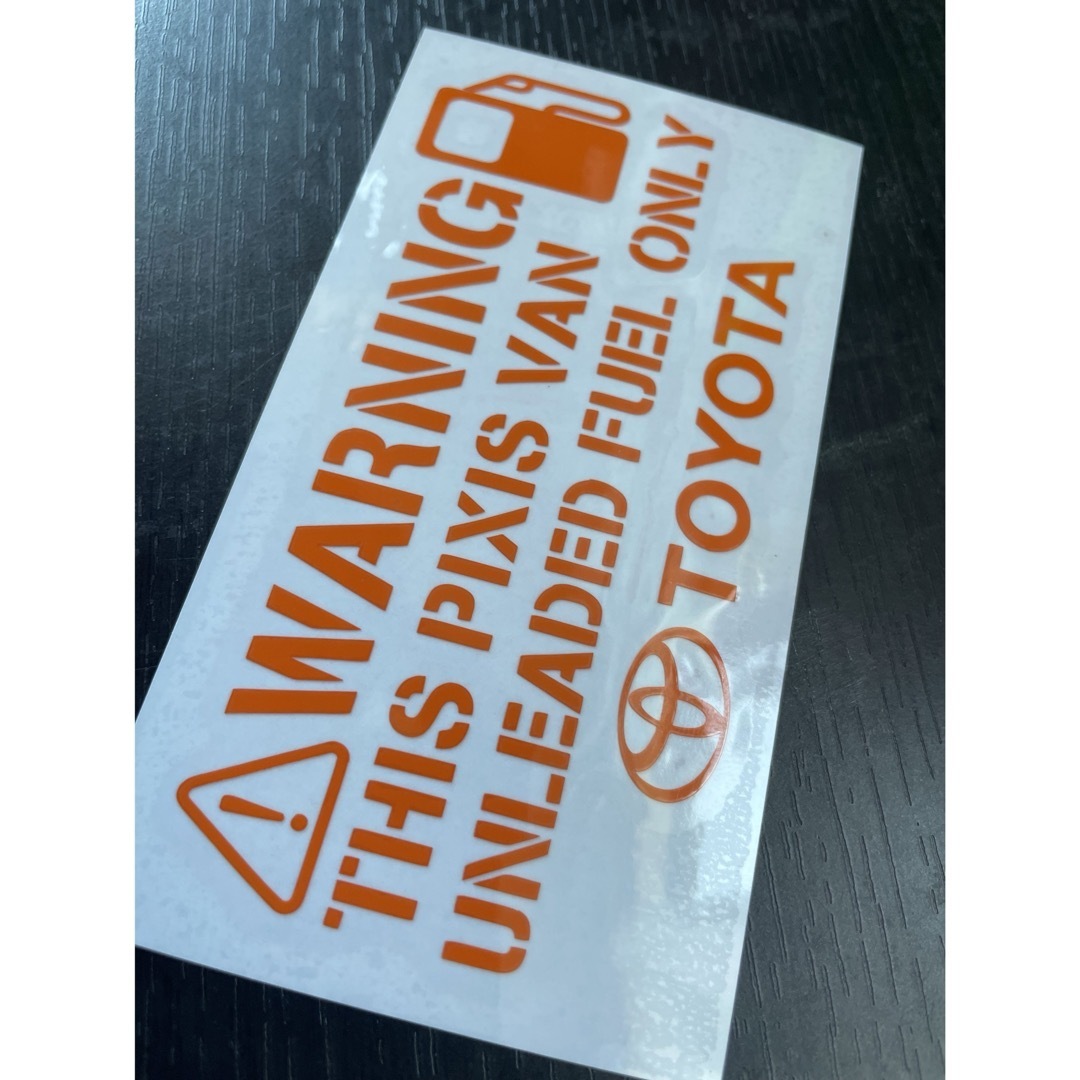 WARNING
THIS PIXIS VAN
UNLEADED FUEL ONLY
TOYOTA